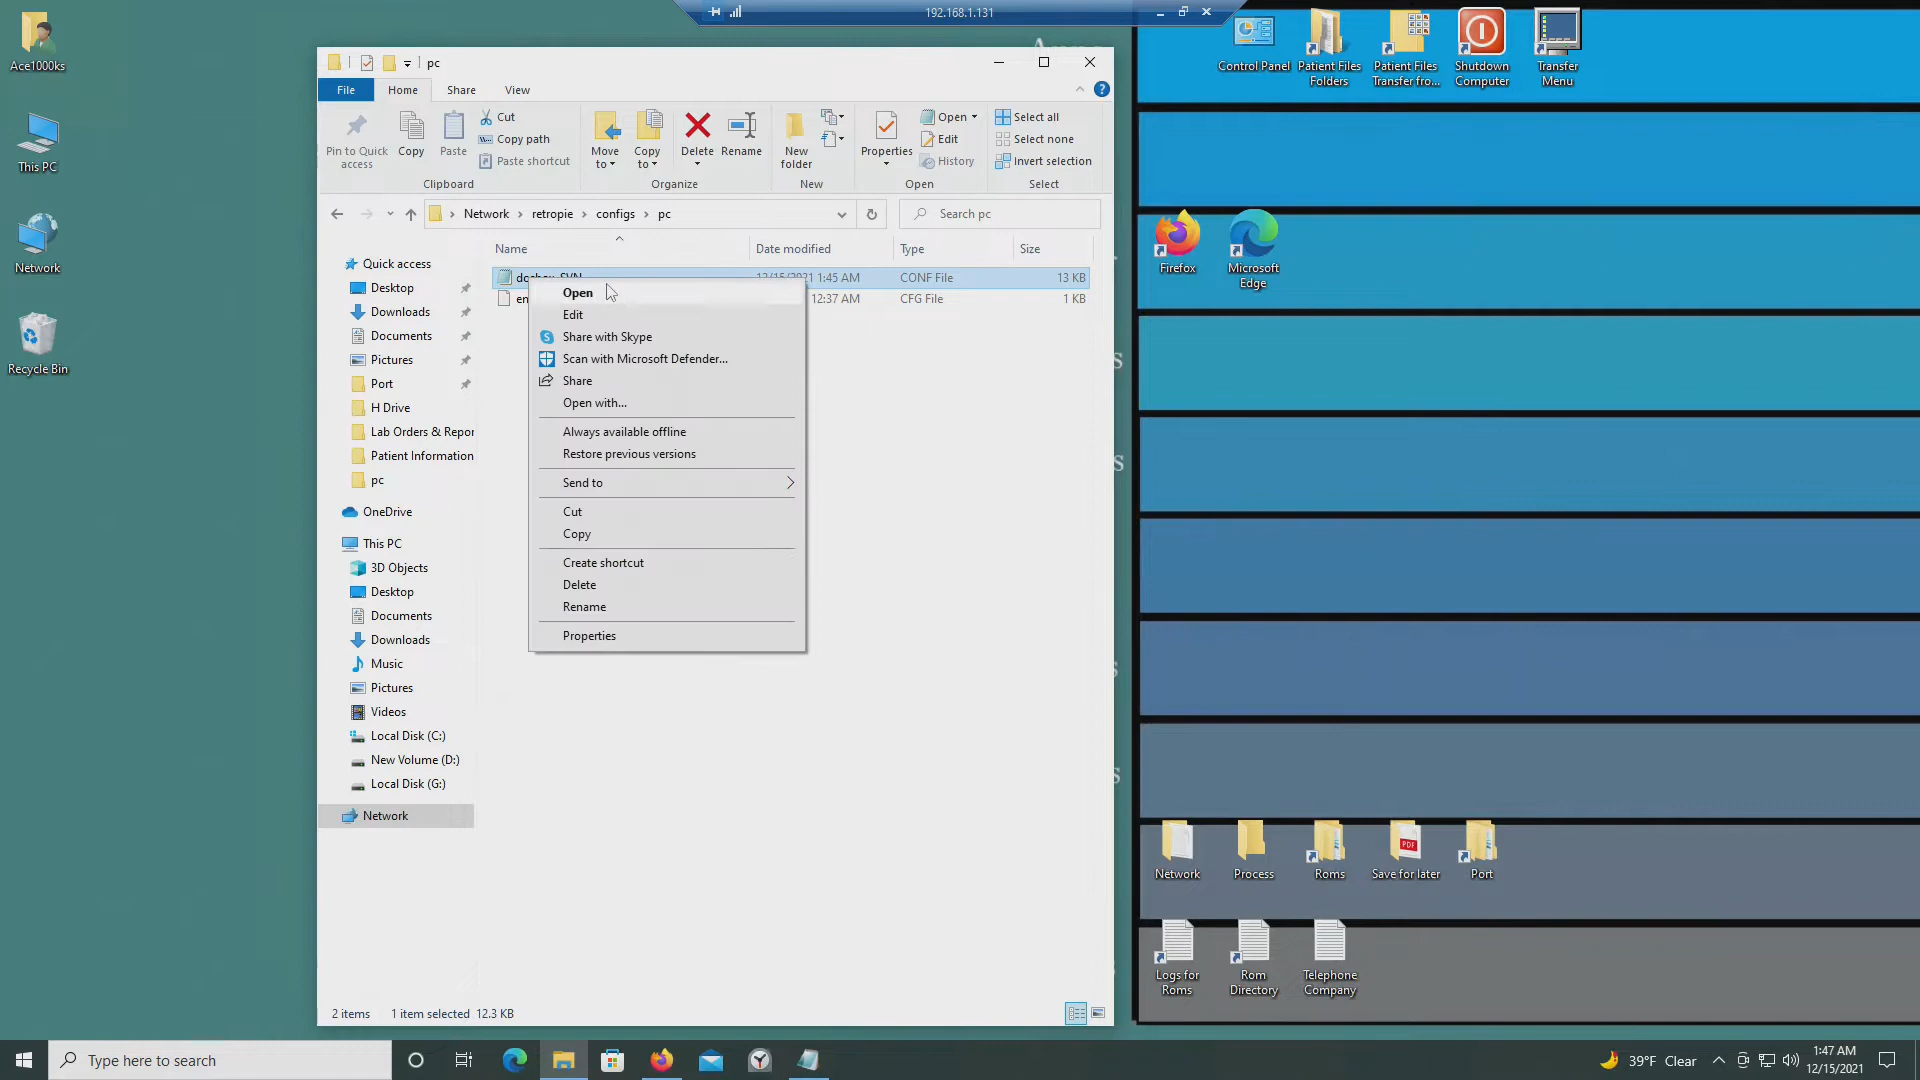 192.168.1.131
Ace1000ks
This PC
Network
Recycle Bin
pc
File
Home
Share
View
Pin to Quick access
Copy
Paste
Cut
Copy path
Paste shortcut
Clipboard
Move to
Copy to
Delete
Rename
Organize
New folder
New
Properties
Open
Edit
History
Open
Select all
Select none
Invert selection
Select
Network > retropie > configs > pc
Search pc
Name
Date modified
Type
Size
12/15/2021 1:45 AM
CONF File
13 KB
12:37 AM
CFG File
1 KB
Quick access
Desktop
Downloads
Documents
Pictures
Port
H Drive
Lab Orders & Repor
Patient Information
pc
OneDrive
This PC
3D Objects
Desktop
Documents
Downloads
Music
Pictures
Videos
Local Disk (C:)
New Volume (D:)
Local Disk (G:)
Network
Open
Edit
Share with Skype
Scan with Microsoft Defender...
Share
Open with...
Always available offline
Restore previous versions
Send to
Cut
Copy
Create shortcut
Delete
Rename
Properties
2 items
1 item selected 12.3 KB
Control Panel
Patient Files Folders
Patient Files Transfer fro...
Shutdown Computer
Transfer Menu
Firefox
Microsoft Edge
Network
Process
Roms
Save for later
Port
Logs for Roms
Rom Directory
Telephone Company
PDF
Type here to search
39°F Clear
1:47 AM
12/15/2021